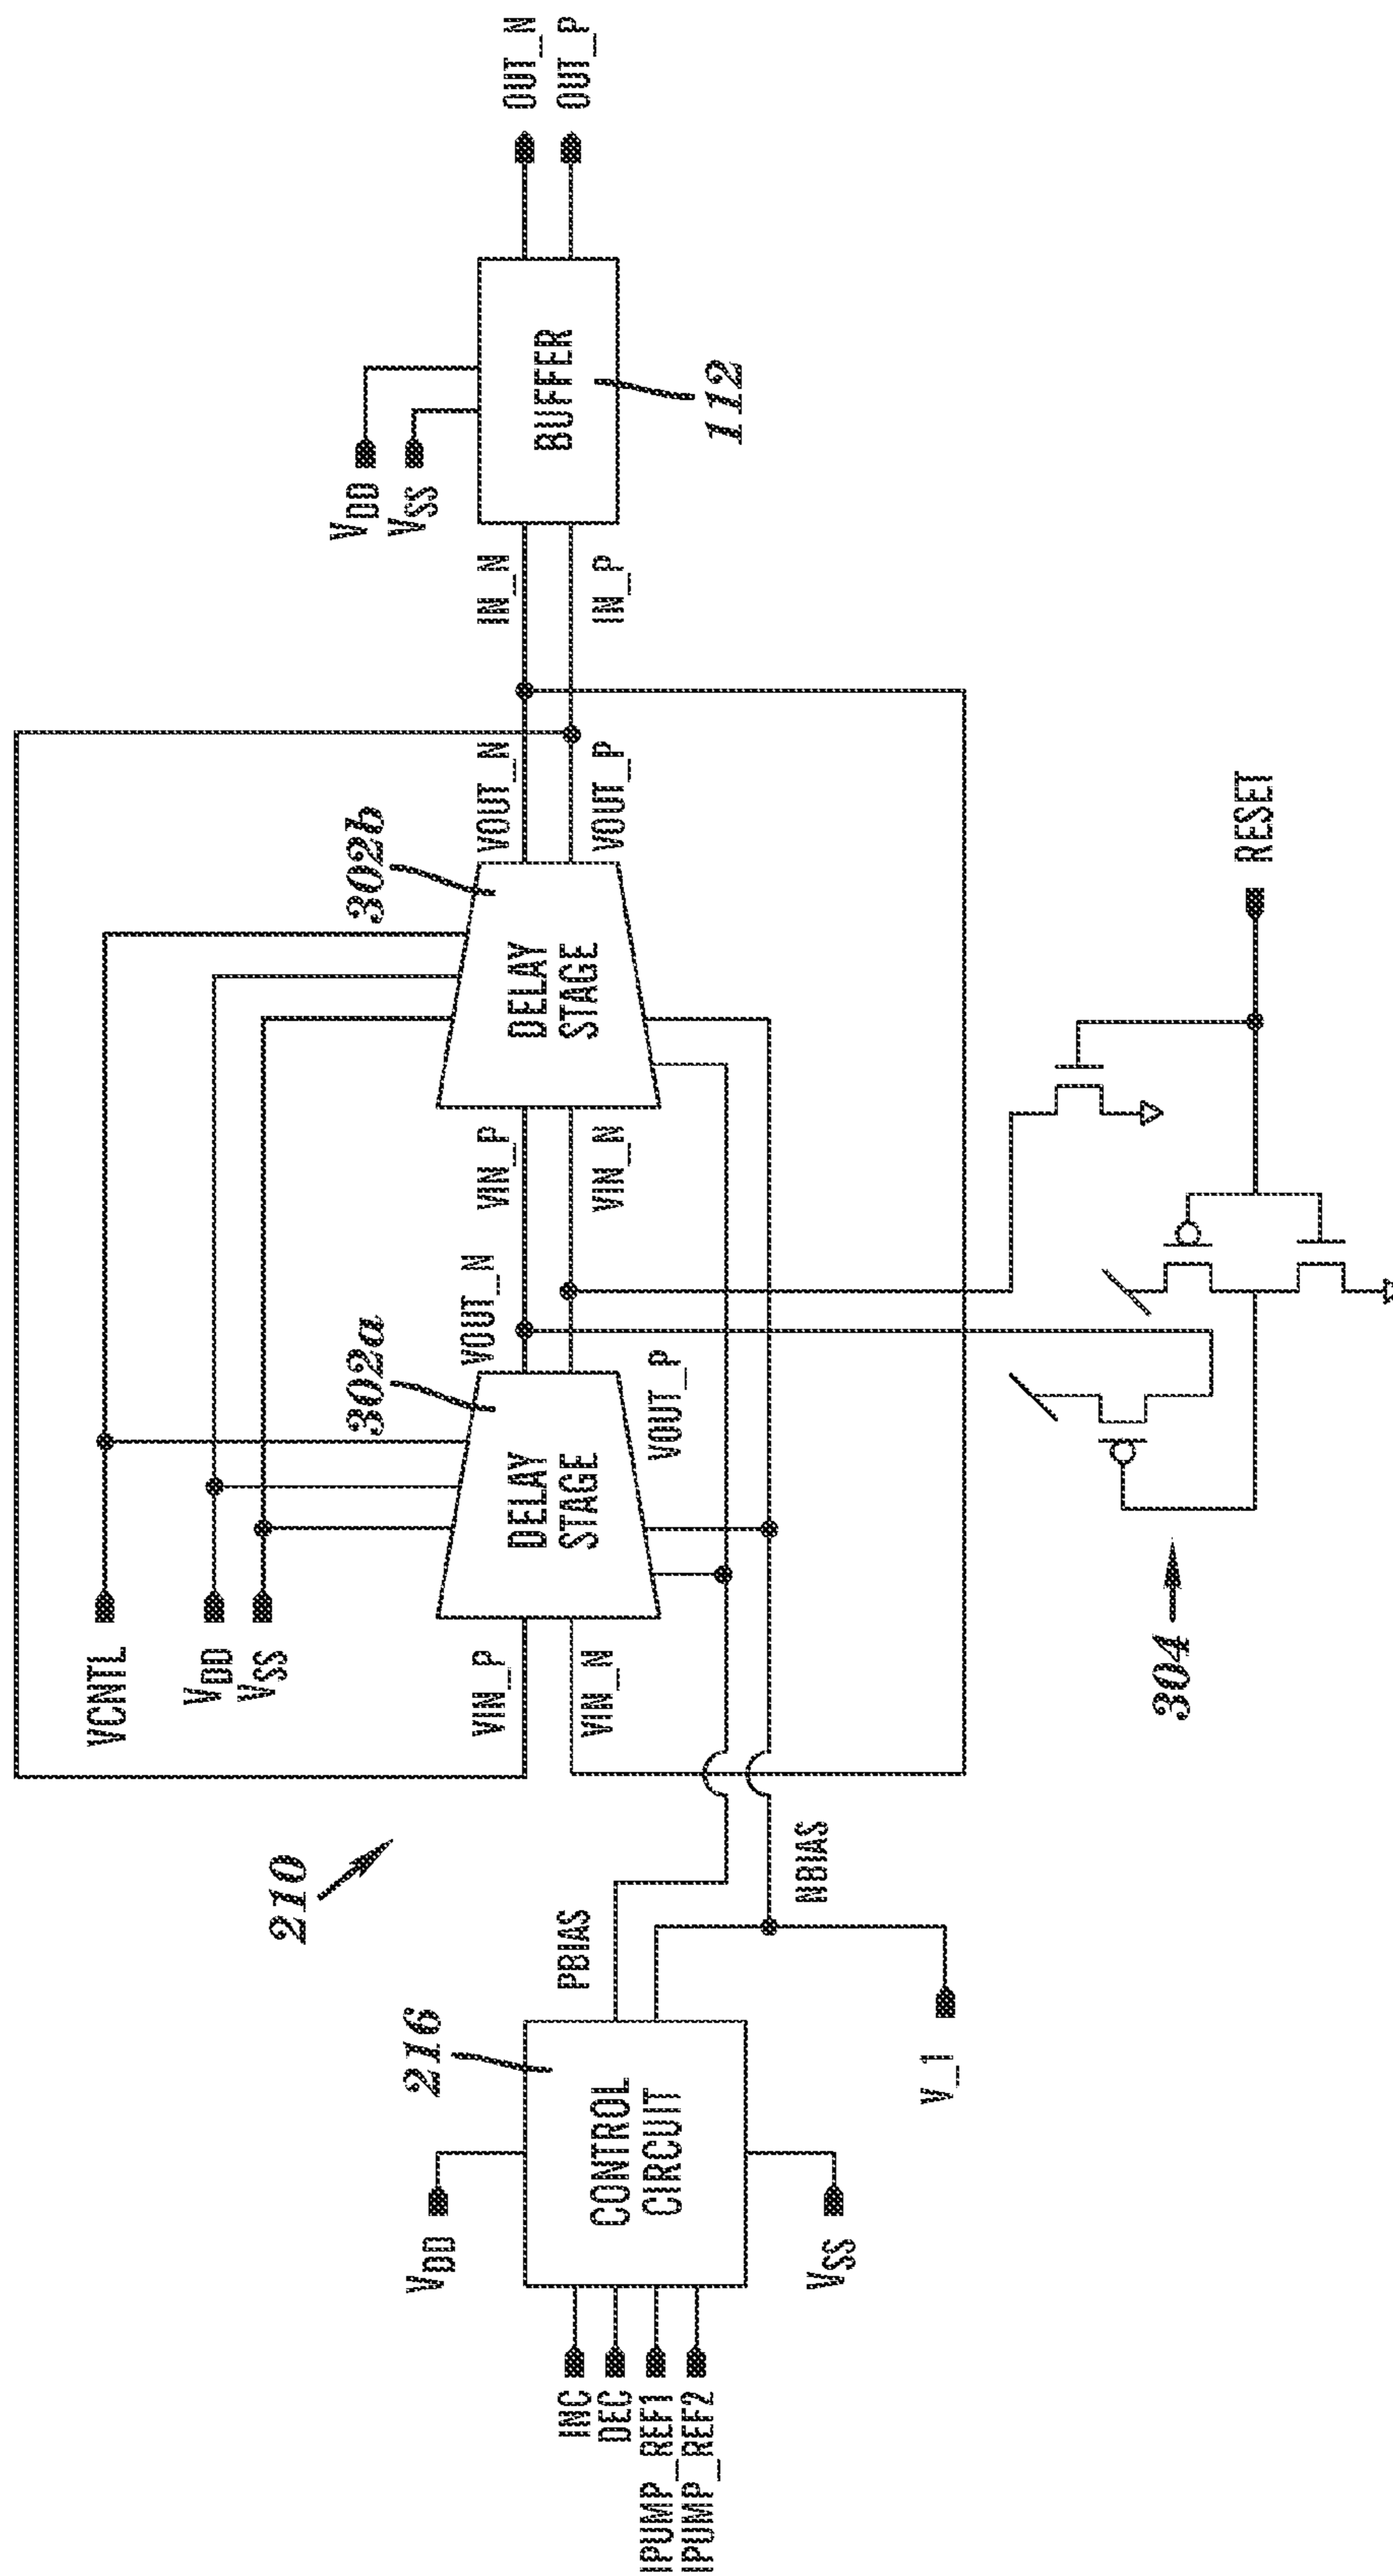 210
VCNTL
VDD
VSS
302a
302b
VIN_P
VIN_N
DELAY
STAGE
VOUT_N
VOUT_P
VIN_P
VIN_N
DELAY
STAGE
VOUT_N
VOUT_P
VDD
VSS
IN_N
IN_P
BUFFER
112
OUT_N
OUT_P
216
VDD
INC
DEC
IPUMP_REF1
IPUMP_REF2
CONTROL
CIRCUIT
VSS
PBIAS
NBIAS
V_1
304
RESET